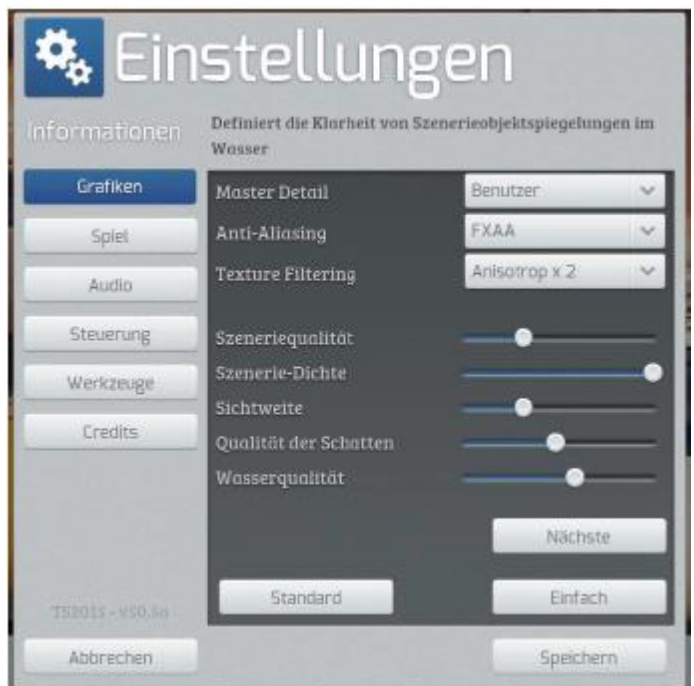 Einstellungen
Informationen
Definiert die Klarheit von Szenerieobjektspiegelungen im
Wasser
Grafiken
Spiel
Audio
Steuerung
Werkzeuge
Credits
Master Detail
Benutzer
Anti-Aliasing
FXAA
Texture Filtering
Anisotrop x 2
Szeneriequalität
Szenerie-Dichte
Sichtweite
Qualität der Schatten
Wasserqualität
Nächste
Standard
Einfach
Abbrechen
Speichern